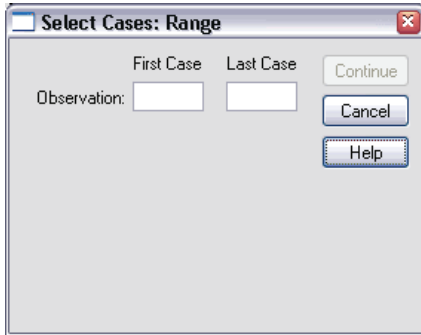 Select Cases: Range
First Case Last Case Continue
Observation: Cancel
Help